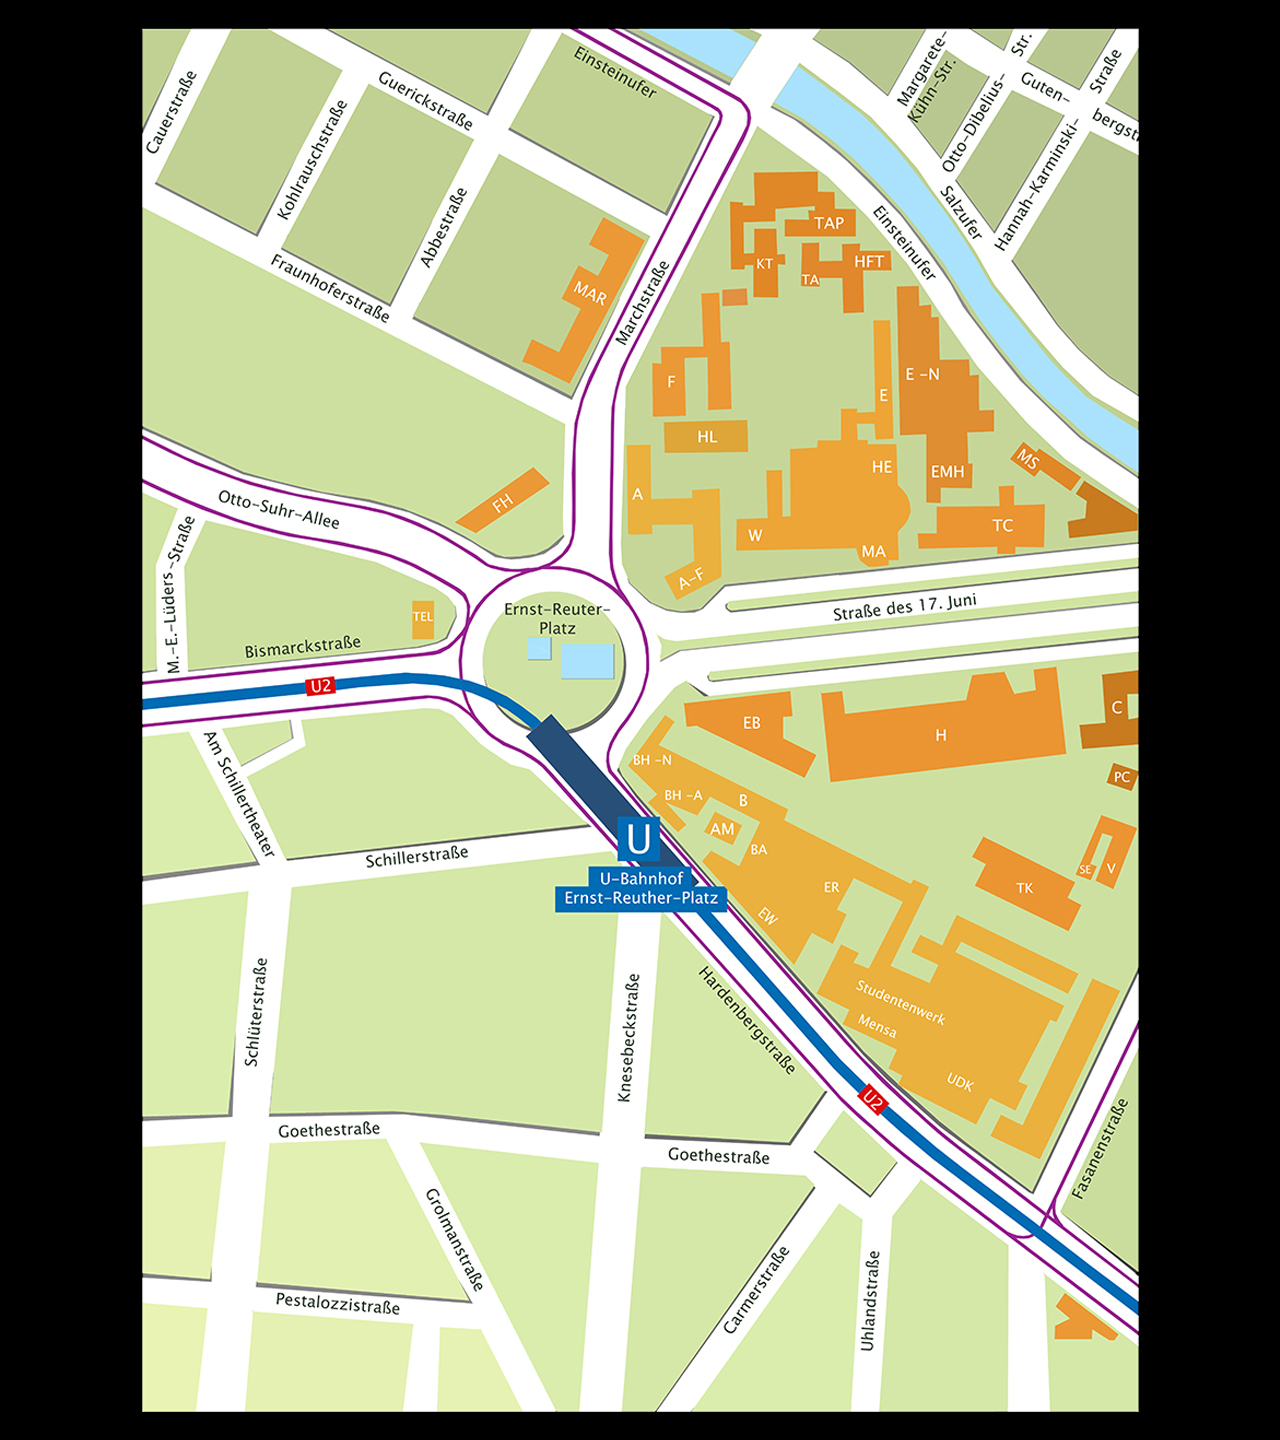 Einsteinufer
Guerickstraße
Cauerstraße
Kohlrauschstraße
Abbestraße
Fraunhoferstraße
Marchstraße
MAR
Margarete-
Kühn-Str.
Otto-Dibelius-
Str.
Guten-
bergstr
Hannah-Karminski-
Straße
Salzufer
Einsteinufer
TAP
KT
TA
HFT
F
HL
E
E -N
HE
EMH
MS
A
W
MA
TC
A-F
Otto-Suhr-Allee
FH
M.-E.-Lüders-Straße
TEL
Bismarckstraße
Ernst-Reuter-
Platz
Straße des 17. Juni
U2
EB
H
C
PC
BH -N
BH -A
B
AM
BA
ER
EW
TK
SE
V
Am Schillertheater
Schillerstraße
U
U-Bahnhof
Ernst-Reuther-Platz
Studentenwerk
Mensa
UDK
Hardenbergstraße
U2
Schlüterstraße
Knesebeckstraße
Goethestraße
Goethestraße
Fasanenstraße
Grolmanstraße
Pestalozzistraße
Carmerstraße
Uhlandstraße